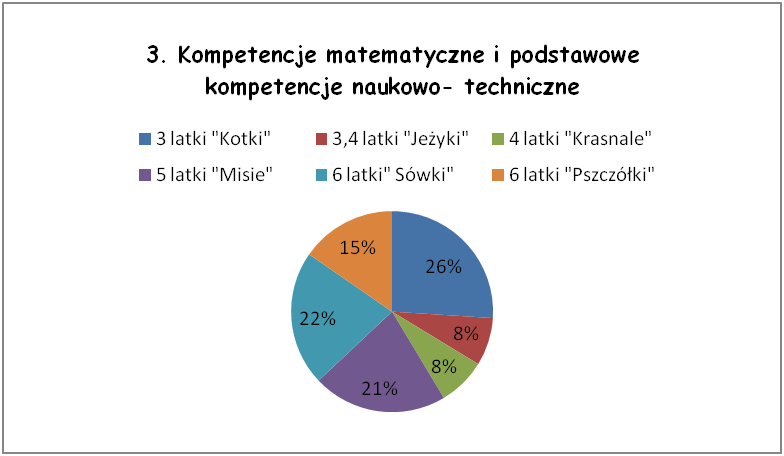 3. Kompetencje matematyczne i podstawowe
kompetencje naukowo- techniczne
3 latki "Kotki" 3,4 latki "Jeżyki" 4 latki "Krasnale"
5 latki "Misie" 6 latki" Sówki" 6 latki "Pszczółki"
15% 26%
22% 8%
8%
21%